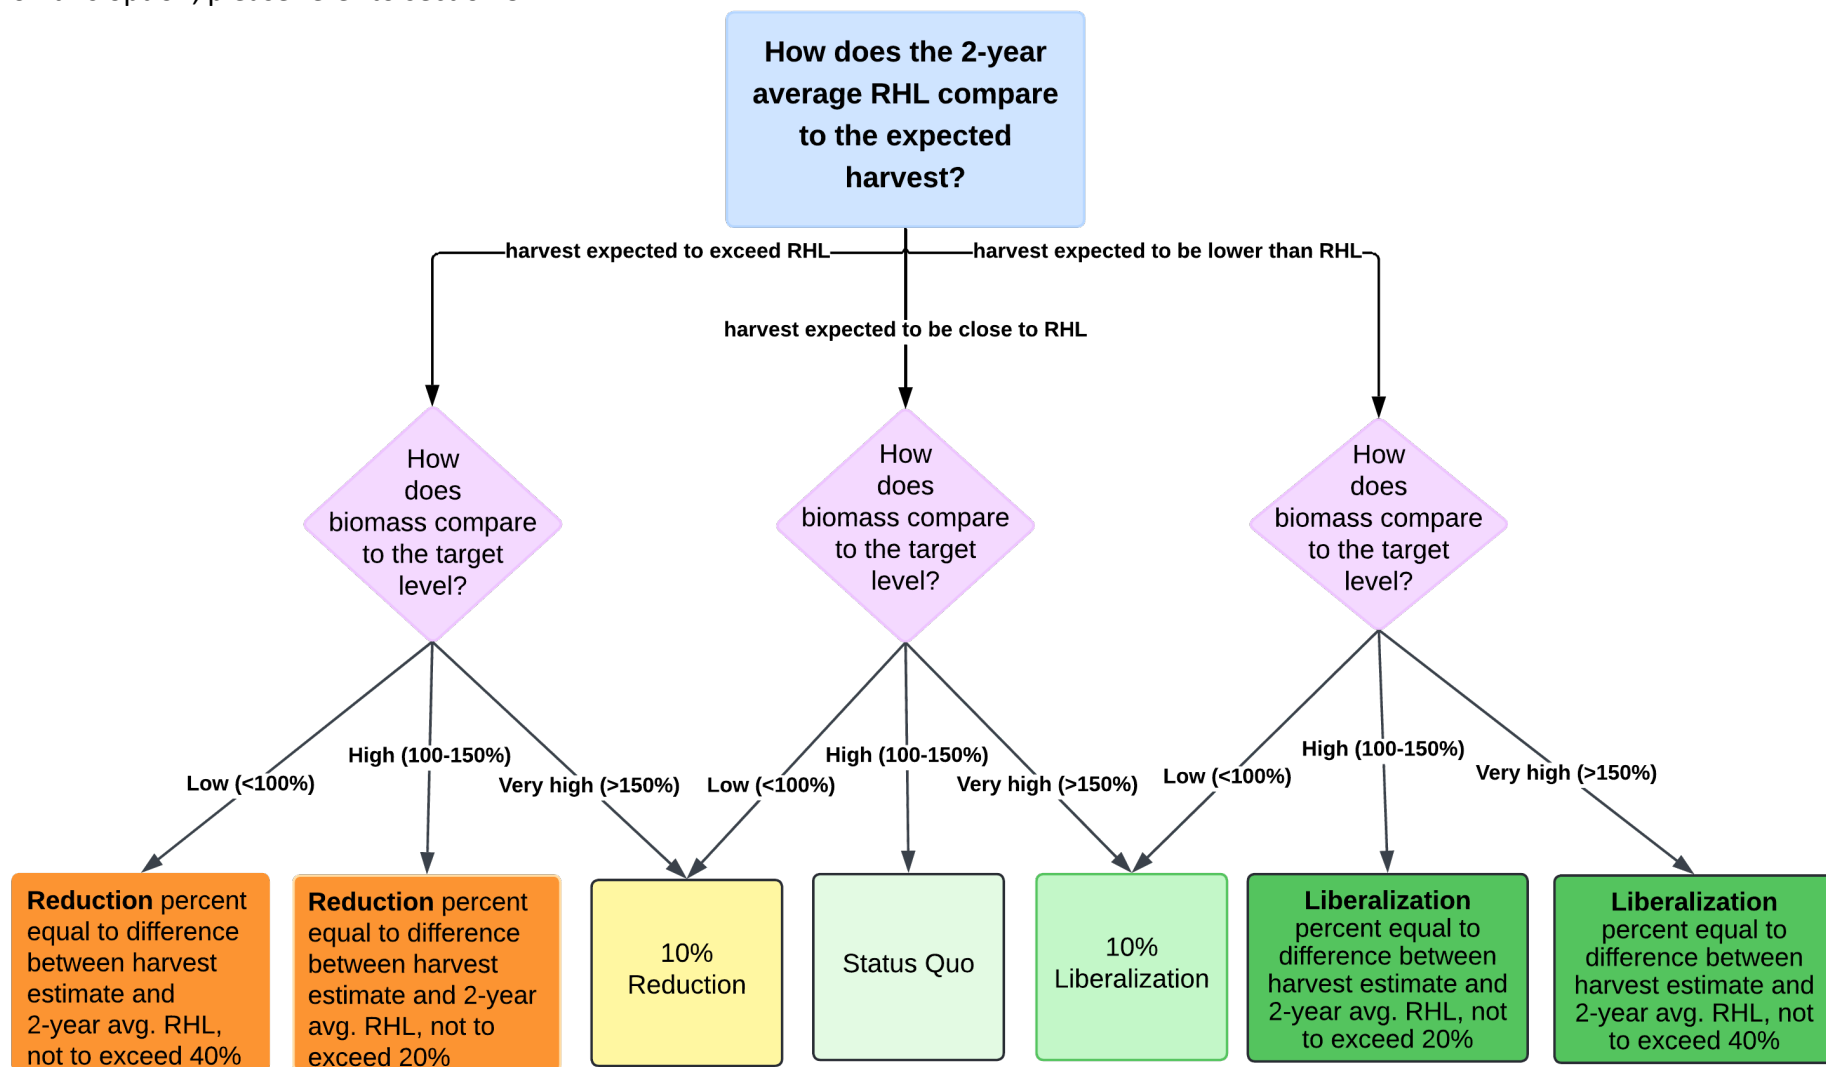 How does the 2-year
average RHL compare
to the expected
harvest?
harvest expected to exceed RHL
harvest expected to be lower than RHL
harvest expected to be close to RHL
How
does
biomass compare
to the target
level?
How
does
biomass compare
to the target
level?
How
does
biomass compare
to the target
level?
Low (<100%)
High (100-150%)
Very high (>150%)
Low (<100%)
High (100-150%)
Very high (>150%)
Low (<100%)
High (100-150%)
Very high (>150%)
Reduction percent
equal to difference
between harvest
estimate and
2-year avg. RHL,
not to exceed 40%
Reduction percent
equal to difference
between harvest
estimate and 2-year
avg. RHL, not to
exceed 20%
10%
Reduction
Status Quo
10%
Liberalization
Liberalization
percent equal to
difference between
harvest estimate and
2-year avg. RHL, not
to exceed 20%
Liberalization
percent equal to
difference between
harvest estimate and
2-year avg. RHL, not
to exceed 40%